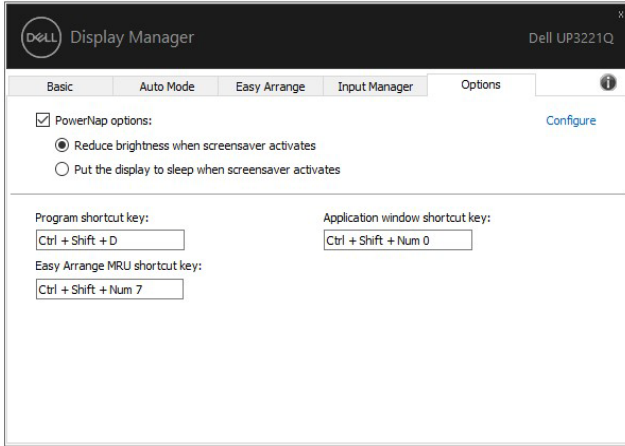 x
DELL Display Manager
Dell UP3221Q
Basic
Auto Mode
Easy Arrange
Input Manager
Options
i
PowerNap options:
Configure
Reduce brightness when screensaver activates
Put the display to sleep when screensaver activates
Program shortcut key:
Application window shortcut key:
Ctrl + Shift + D
Ctrl + Shift + Num 0
Easy Arrange MRU shortcut key:
Ctrl + Shift + Num 7